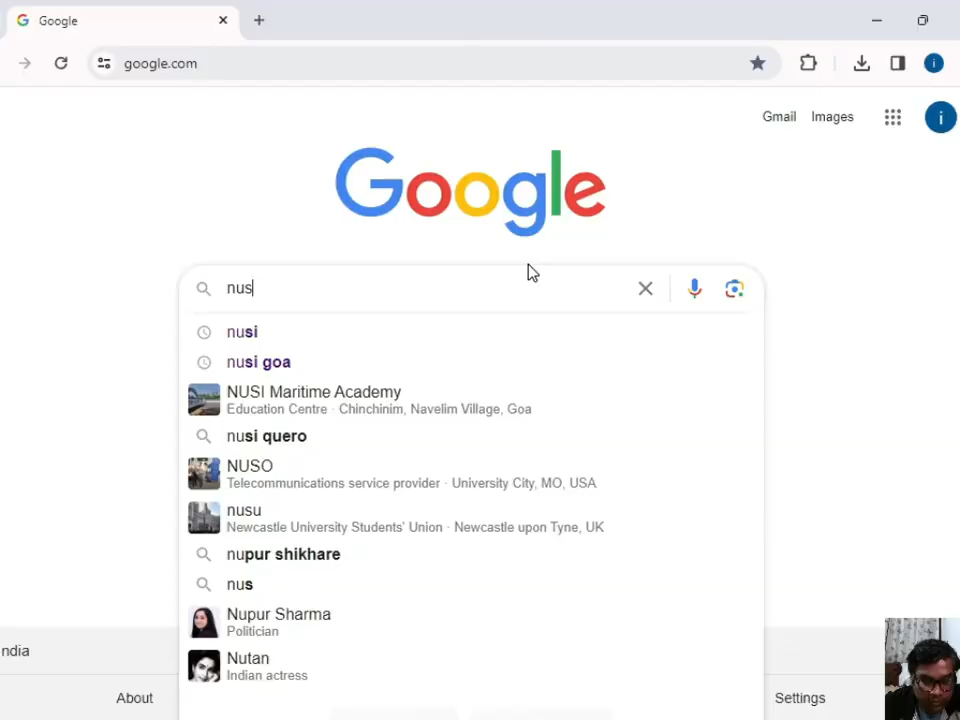 Google
google.com
Gmail Images
i
i
Google
nus
nusi
nusi goa
NUSI Maritime Academy
Education Centre · Chinchinim, Navelim Village, Goa
nusi quero
NUSO
Telecommunications service provider · University City, MO, USA
nusu
Newcastle University Students' Union · Newcastle upon Tyne, UK
nupur shikhare
nus
Nupur Sharma
Politician
Nutan
Indian actress
ndia
About Settings